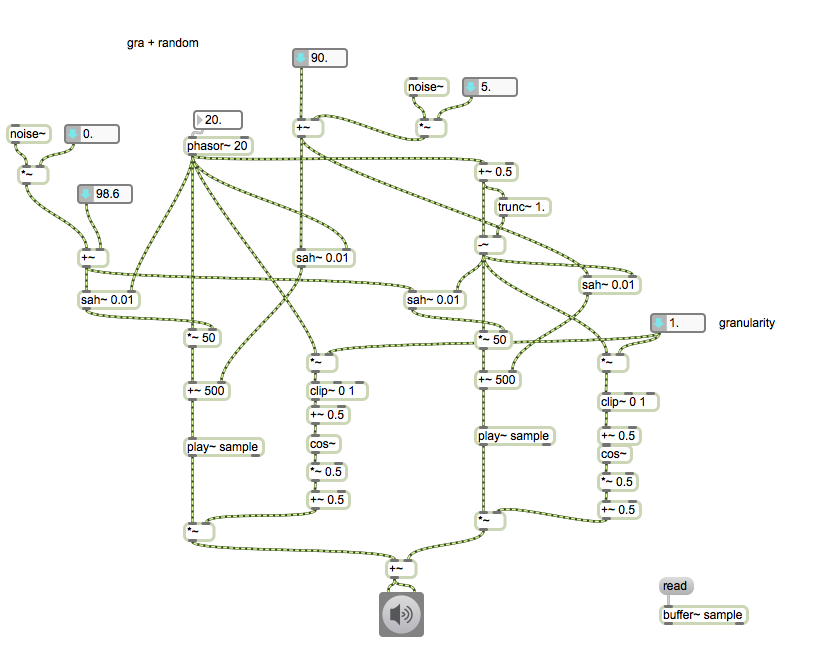 gra + random
90.
noise~
5.
20.
noise~
0.
+~
*~
phasor~ 20
*~
+~ 0.5
98.6
trunc~ 1.
-~
+~
sah~ 0.01
sah~ 0.01
sah~ 0.01
sah~ 0.01
1.
granularity
*~ 50
*~ 50
*~
*~
+~ 500
clip~ 0 1
+~ 500
clip~ 0 1
+~ 0.5
play~ sample
cos~
play~ sample
+~ 0.5
cos~
*~ 0.5
*~ 0.5
+~ 0.5
+~ 0.5
*~
*~
+~
read
buffer~ sample